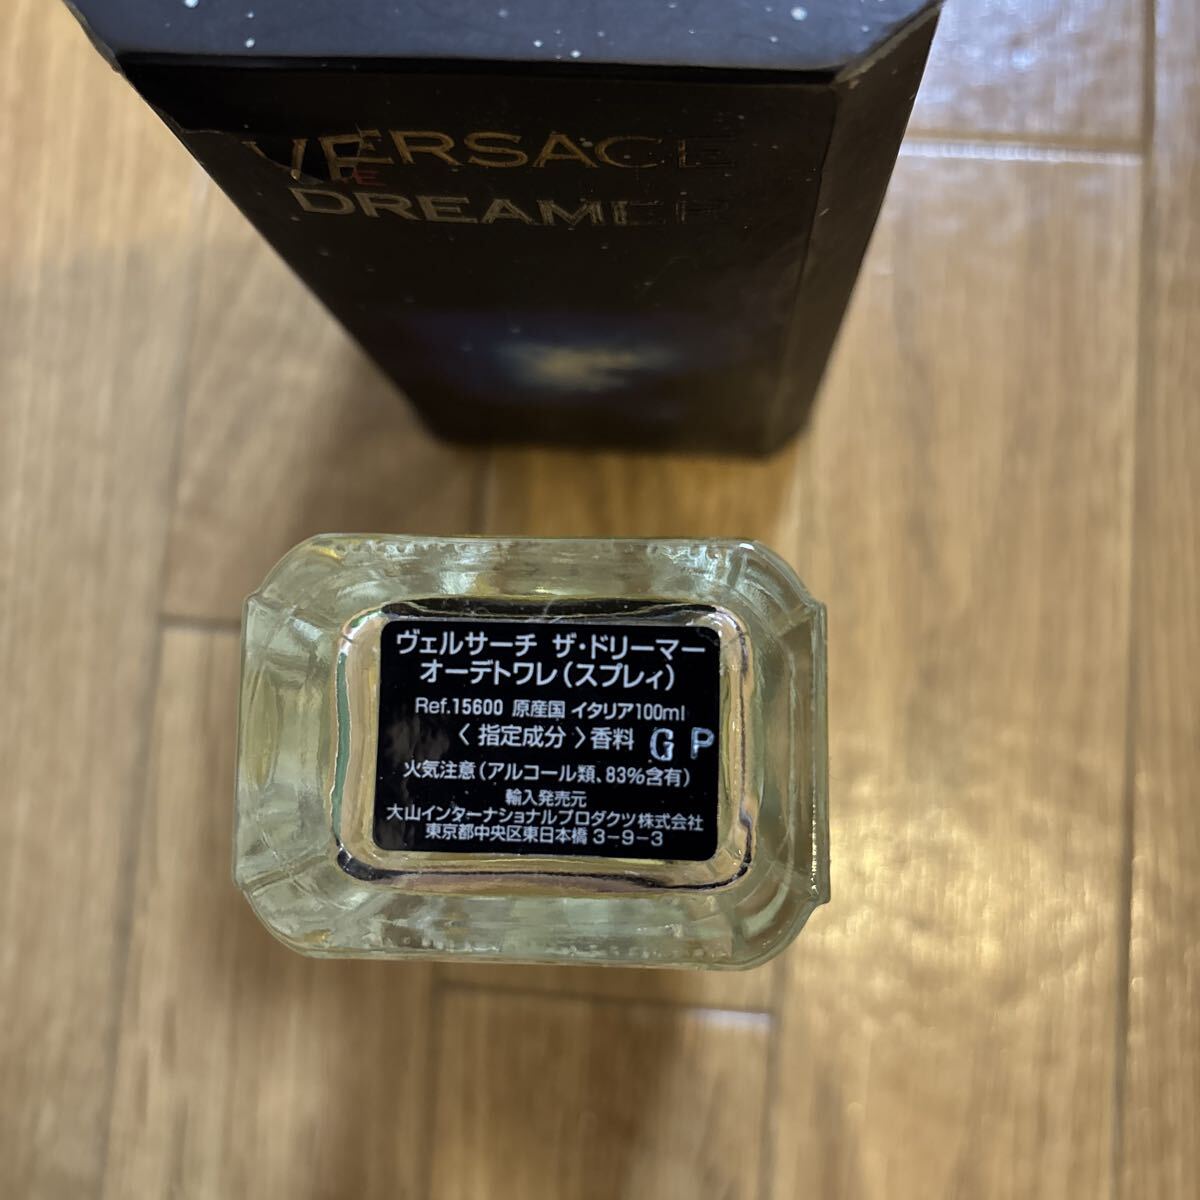 VERSACE
DREAMER
ヴェルサーチ ザ・ドリーマー
オーデトワレ(スプレィ)
Ref.15600 原産国 イタリア100ml
〈 指定成分 〉香料 GP
火気注意(アルコール類、83%含有)
輸入発売元
大山インターナショナルプロダクツ株式会社
東京都中央区東日本橋 3-9-3